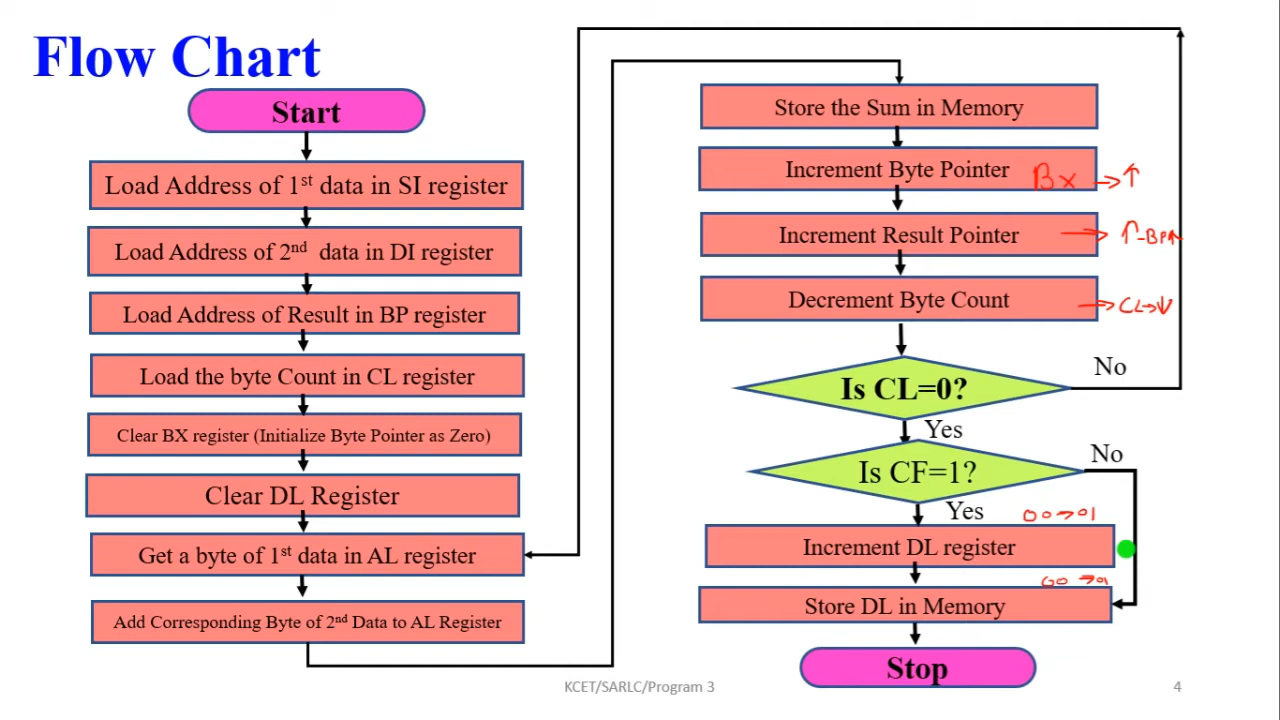 Flow Chart
Start
Load Address of 1st data in SI register
Load Address of 2nd data in DI register
Load Address of Result in BP register
Load the byte Count in CL register
Clear BX register (Initialize Byte Pointer as Zero)
Clear DL Register
Get a byte of 1st data in AL register
Add Corresponding Byte of 2nd Data to AL Register
Store the Sum in Memory
Increment Byte Pointer
Bx → ↑
Increment Result Pointer
→ ↑-BP↑
Decrement Byte Count
→ CL→↓
Is CL=0?
No
Yes
Is CF=1?
No
Yes
00→01
Increment DL register
00→01
Store DL in Memory
Stop
KCET/SARLC/Program 3
4